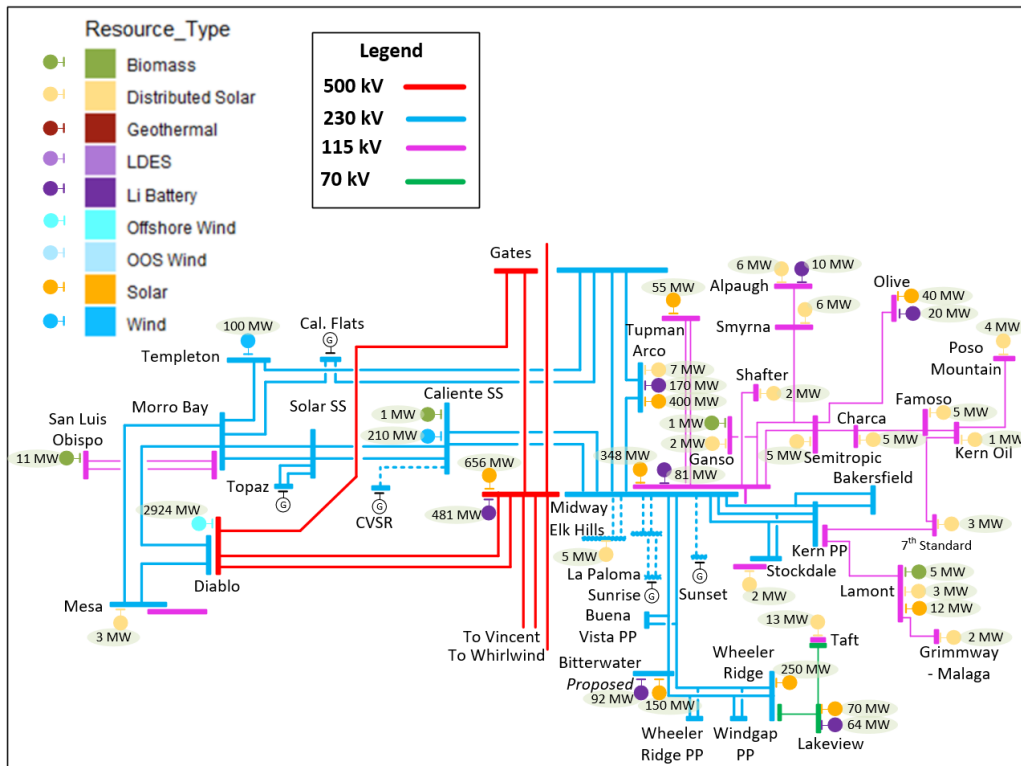 Resource_Type
Biomass
Distributed Solar
Geothermal
LDES
Li Battery
Offshore Wind
OOS Wind
Solar
Wind
Legend
500 kV
230 kV
115 kV
70 kV
Gates
100 MW
Templeton
Cal. Flats
G
Morro Bay
Solar SS
Caliente SS
1 MW
210 MW
San Luis
Obispo
11 MW
Topaz
G
CVSR
G
656 MW
481 MW
2924 MW
Diablo
Mesa
3 MW
To Vincent
To Whirlwind
55 MW
Tupman
Arco
7 MW
170 MW
400 MW
6 MW
10 MW
Alpaugh
6 MW
Smyrna
Olive
40 MW
20 MW
4 MW
Poso
Mountain
Shafter
2 MW
1 MW
2 MW
Ganso
Charca
Famoso
5 MW
5 MW
5 MW
1 MW
Kern Oil
Semitropic
Bakersfield
348 MW
81 MW
Midway
Elk Hills
5 MW
La Paloma
Sunrise
G
Sunset
G
Buena
Vista PP
Kern PP
Stockdale
2 MW
7th Standard
3 MW
Lamont
5 MW
3 MW
12 MW
2 MW
Grimmway
- Malaga
13 MW
Taft
Bitterwater
Proposed
92 MW
150 MW
Wheeler
Ridge
250 MW
Wheeler
Ridge PP
Windgap
PP
70 MW
64 MW
Lakeview